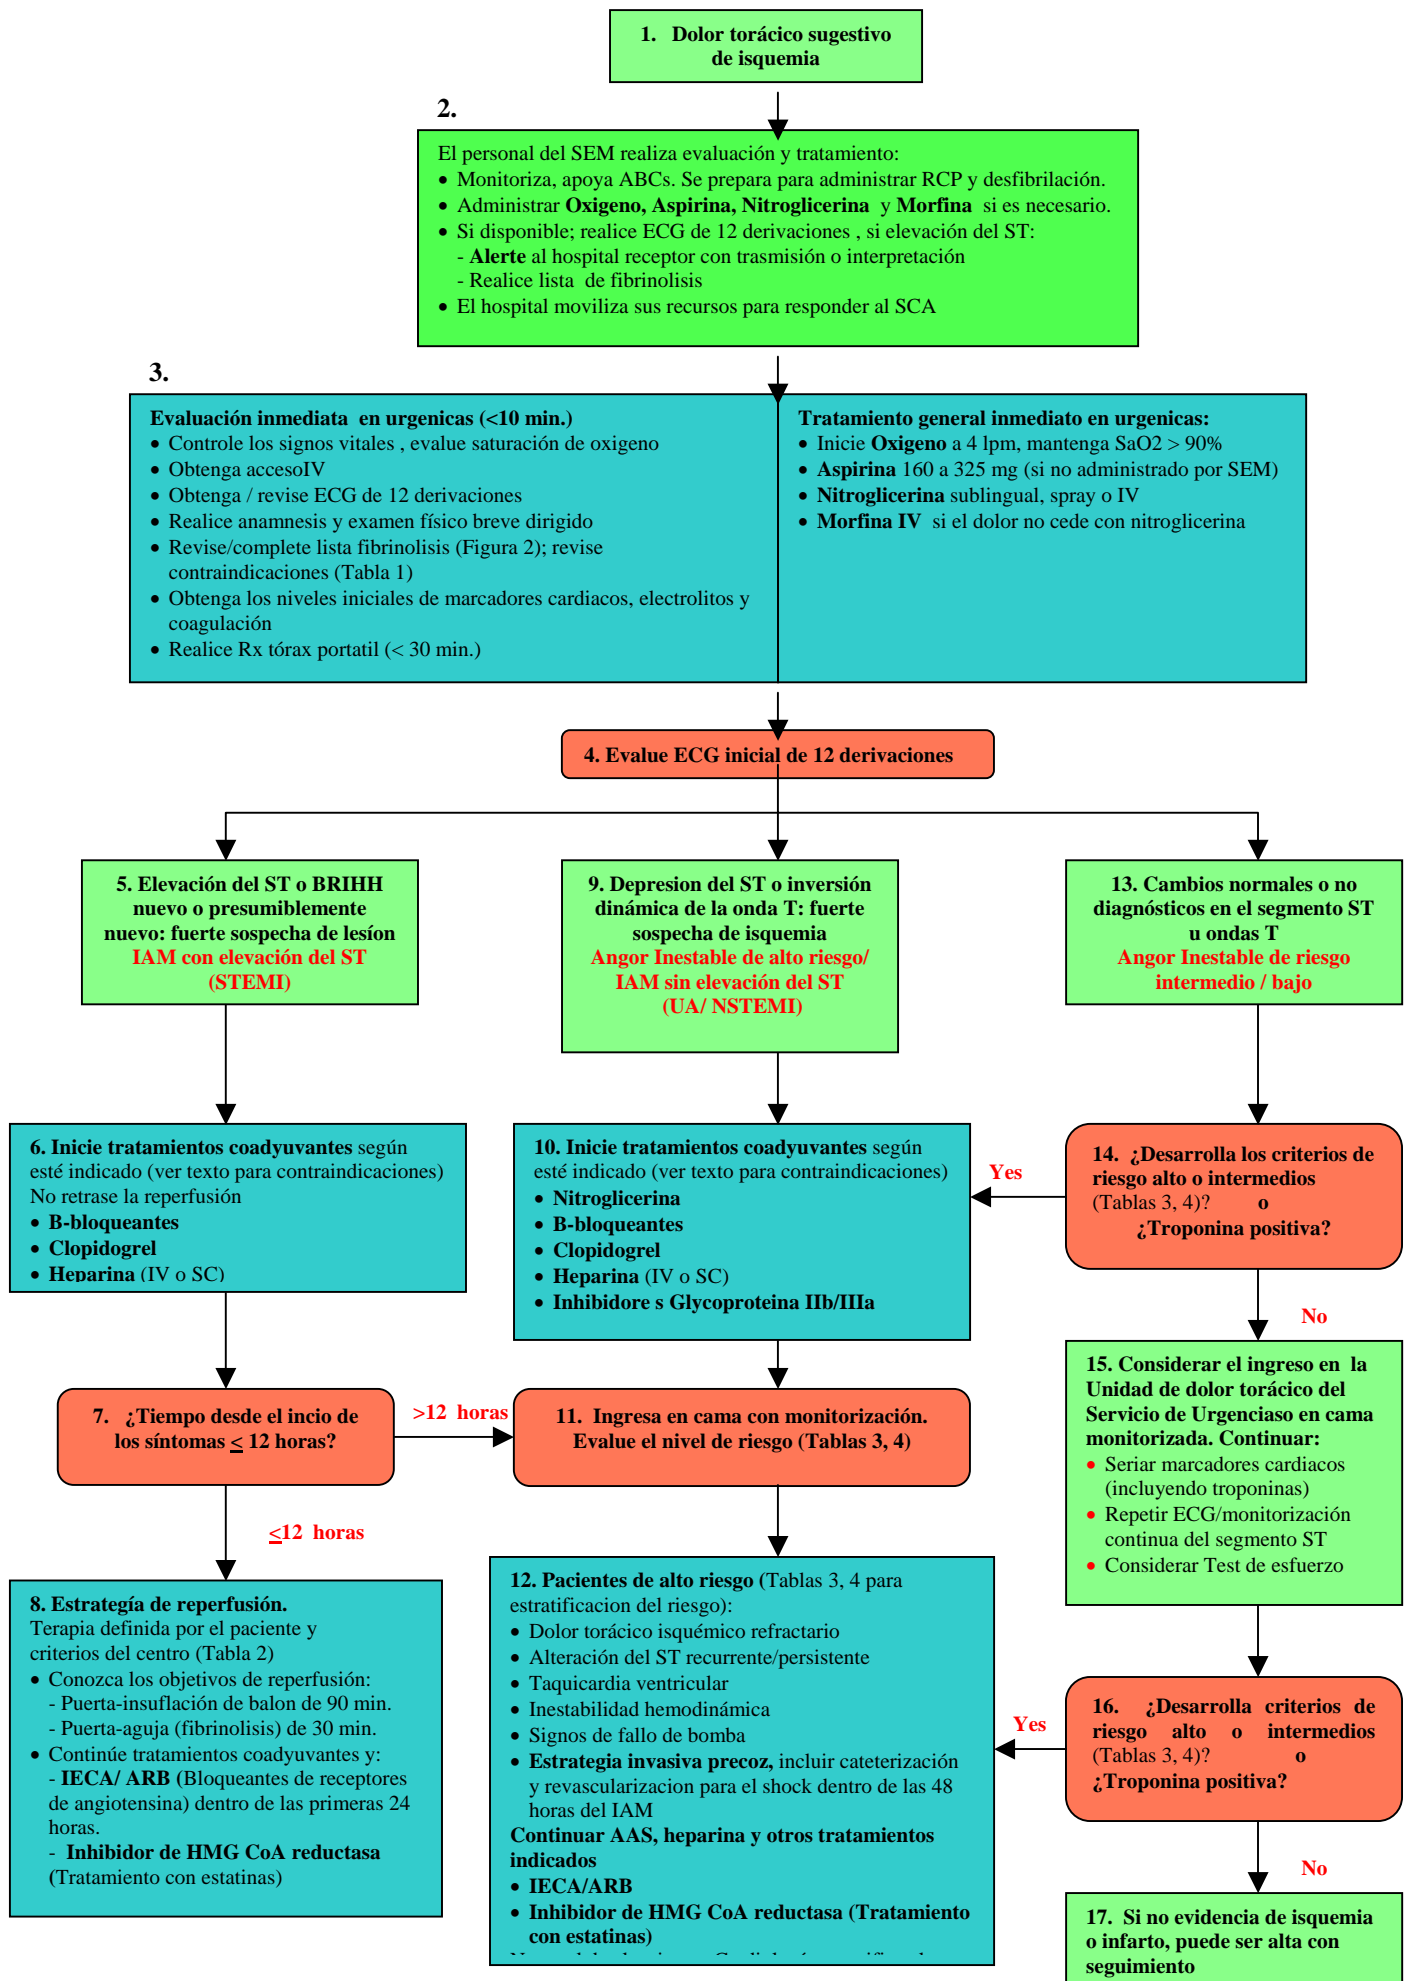 1. Dolor torácico sugestivo
de isquemia
2.
El personal del SEM realiza evaluación y tratamiento:
• Monitoriza, apoya ABCs. Se prepara para administrar RCP y desfibrilación.
• Administrar Oxigeno, Aspirina, Nitroglicerina y Morfina si es necesario.
• Si disponible; realice ECG de 12 derivaciones , si elevación del ST:
- Alerte al hospital receptor con trasmisión o interpretación
- Realice lista de fibrinolisis
• El hospital moviliza sus recursos para responder al SCA
3.
Evaluación inmediata en urgenicas (<10 min.)
• Controle los signos vitales , evalue saturación de oxigeno
• Obtenga accesoIV
• Obtenga / revise ECG de 12 derivaciones
• Realice anamnesis y examen físico breve dirigido
• Revise/complete lista fibrinolisis (Figura 2); revise
contraindicaciones (Tabla 1)
• Obtenga los niveles iniciales de marcadores cardiacos, electrolitos y
coagulación
• Realice Rx tórax portatil (< 30 min.)
Tratamiento general inmediato en urgenicas:
• Inicie Oxigeno a 4 lpm, mantenga SaO2 > 90%
• Aspirina 160 a 325 mg (si no administrado por SEM)
• Nitroglicerina sublingual, spray o IV
• Morfina IV si el dolor no cede con nitroglicerina
4. Evalue ECG inicial de 12 derivaciones
5. Elevación del ST o BRIHH
nuevo o presumiblemente
nuevo: fuerte sospecha de lesíon
IAM con elevación del ST
(STEMI)
9. Depresion del ST o inversión
dinámica de la onda T: fuerte
sospecha de isquemia
Angor Inestable de alto riesgo/
IAM sin elevación del ST
(UA/ NSTEMI)
13. Cambios normales o no
diagnósticos en el segmento ST
u ondas T
Angor Inestable de riesgo
intermedio / bajo
6. Inicie tratamientos coadyuvantes según
esté indicado (ver texto para contraindicaciones)
No retrase la reperfusión
• B-bloqueantes
• Clopidogrel
• Heparina (IV o SC)
10. Inicie tratamientos coadyuvantes según
esté indicado (ver texto para contraindicaciones)
• Nitroglicerina
• B-bloqueantes
• Clopidogrel
• Heparina (IV o SC)
• Inhibidore s Glycoproteina IIb/IIIa
Yes
14. ¿Desarrolla los criterios de
riesgo alto o intermedios
(Tablas 3, 4)? o
¿Troponina positiva?
No
7. ¿Tiempo desde el incio de
los síntomas ≤ 12 horas?
>12 horas
11. Ingresa en cama con monitorización.
Evalue el nivel de riesgo (Tablas 3, 4)
15. Considerar el ingreso en la
Unidad de dolor torácico del
Servicio de Urgenciaso en cama
monitorizada. Continuar:
• Seriar marcadores cardiacos
(incluyendo troponinas)
• Repetir ECG/monitorización
continua del segmento ST
• Considerar Test de esfuerzo
≤12 horas
8. Estrategía de reperfusión.
Terapia definida por el paciente y
criterios del centro (Tabla 2)
• Conozca los objetivos de reperfusión:
- Puerta-insuflación de balon de 90 min.
- Puerta-aguja (fibrinolisis) de 30 min.
• Continúe tratamientos coadyuvantes y:
- IECA/ ARB (Bloqueantes de receptores
de angiotensina) dentro de las primeras 24
horas.
- Inhibidor de HMG CoA reductasa
(Tratamiento con estatinas)
12. Pacientes de alto riesgo (Tablas 3, 4 para
estratificacion del riesgo):
• Dolor torácico isquémico refractario
• Alteración del ST recurrente/persistente
• Taquicardia ventricular
• Inestabilidad hemodinámica
• Signos de fallo de bomba
• Estrategia invasiva precoz, incluir cateterización
y revascularizacion para el shock dentro de las 48
horas del IAM
Continuar AAS, heparina y otros tratamientos
indicados
• IECA/ARB
• Inhibidor de HMG CoA reductasa (Tratamiento
con estatinas)
Yes
16. ¿Desarrolla criterios de
riesgo alto o intermedios
(Tablas 3, 4)? o
¿Troponina positiva?
No
17. Si no evidencia de isquemia
o infarto, puede ser alta con
seguimiento